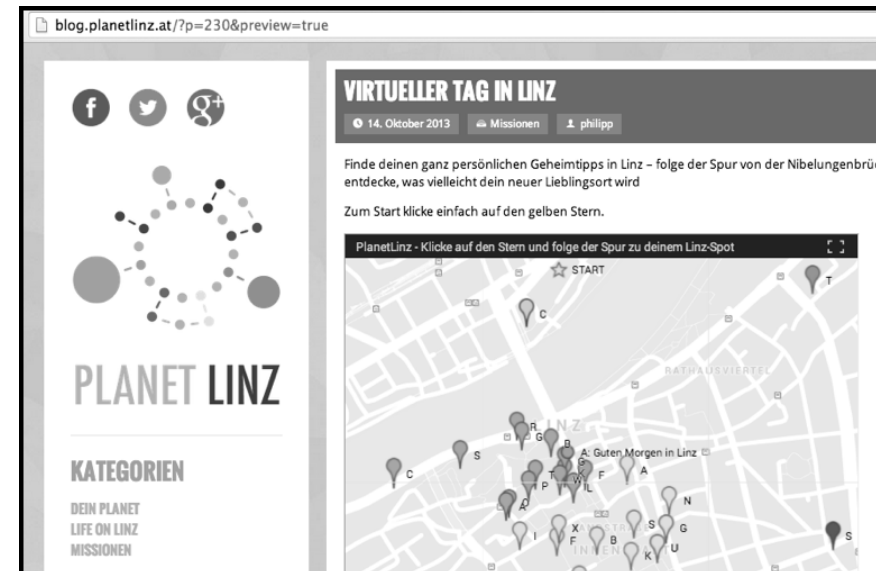 blog.planetlinz.at/?p=230&preview=true
f
g+
PLANET LINZ
KATEGORIEN
DEIN PLANET
LIFE ON LINZ
MISSIONEN
VIRTUELLER TAG IN LINZ
14. Oktober 2013 Missionen philipp
Finde deinen ganz persönlichen Geheimtipps in Linz – folge der Spur von der
entdecke, was vielleicht dein neuer Lieblingsort wird
Zum Start klicke einfach auf den gelben Stern.
PlanetLinz - Klicke auf den Stern und folge der Spur zu deinem Linz-Spot
START
T
C
RATHAUSVIERTEL
LINZ
R
G
B
S
A: Guten Morgen in Linz
C
T
F
A
P
L
N
I
X
S
G
F
B
K
U
S